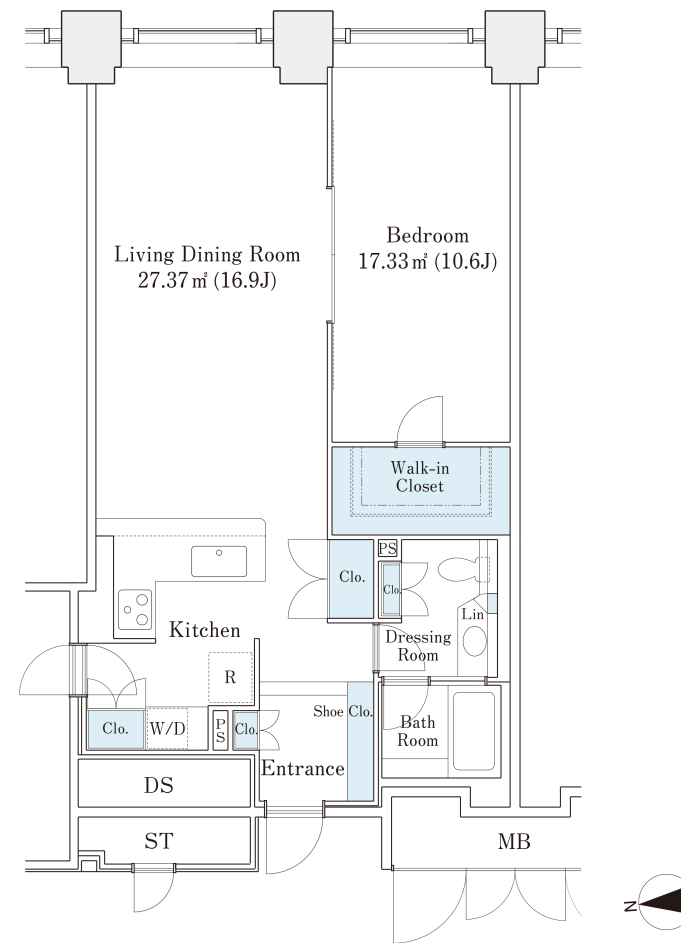 Living Dining Room
27.37㎡ (16.9J)
Bedroom
17.33㎡ (10.6J)
Walk-in
Closet
PS
Clo.
Clo.
Lin
Kitchen
Dressing
Room
R
Shoe Clo.
Clo.
W/D
PS
Clo.
Bath
Room
Entrance
DS
ST
MB
N